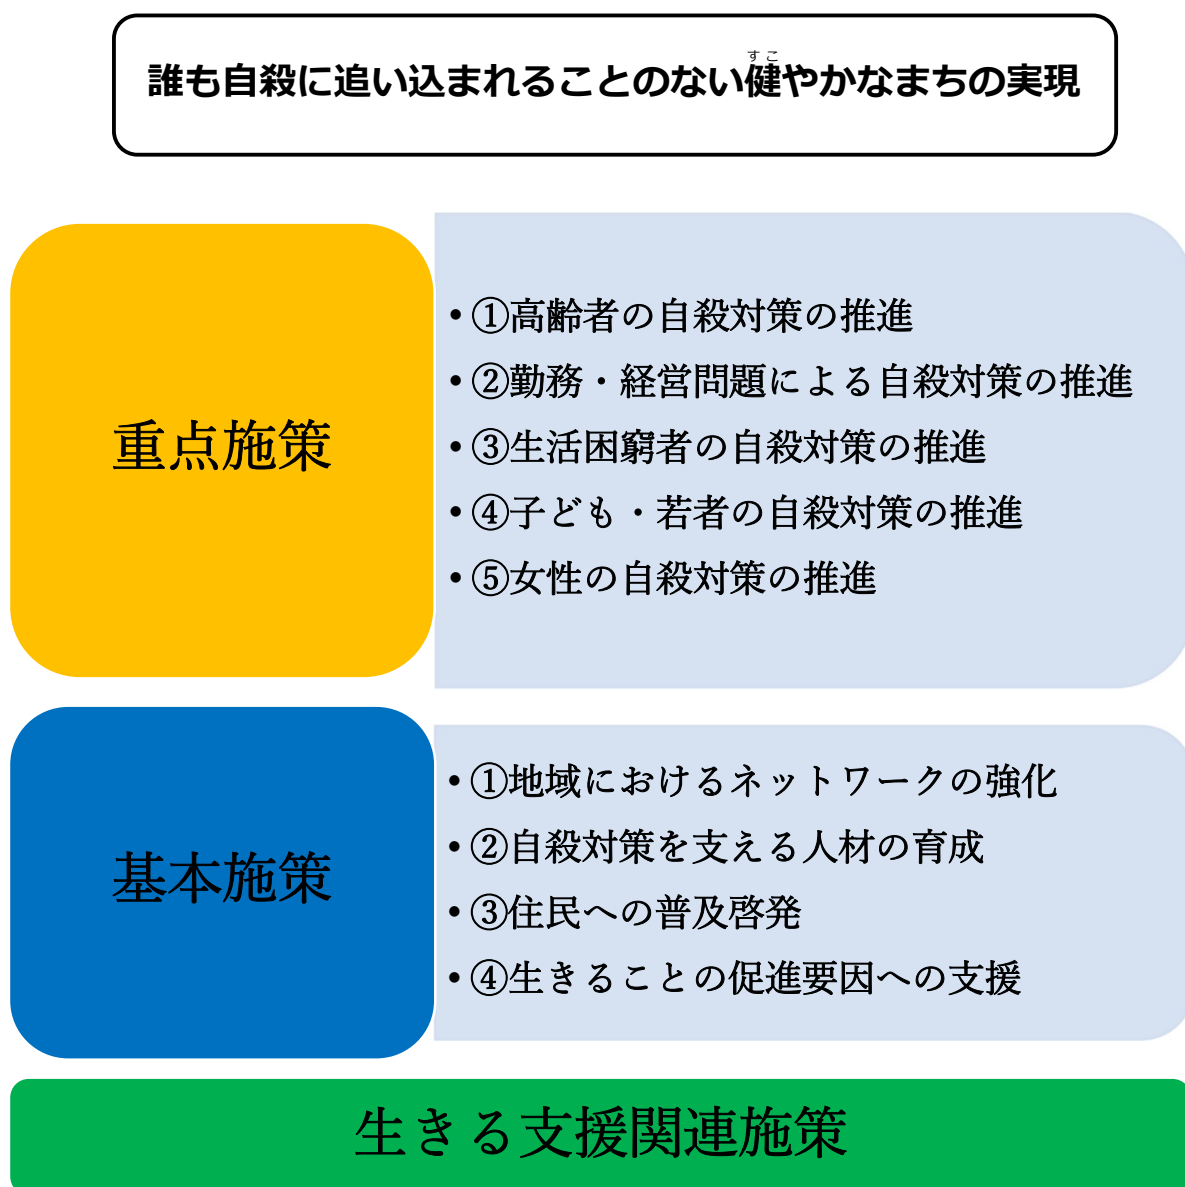 すこ
誰も自殺に追い込まれることのない健やかなまちの実現
重点施策
• ①高齢者の自殺対策の推進
• ②勤務・経営問題による自殺対策の推進
• ③生活困窮者の自殺対策の推進
• ④子ども・若者の自殺対策の推進
• ⑤女性の自殺対策の推進
基本施策
• ①地域におけるネットワークの強化
• ②自殺対策を支える人材の育成
• ③住民への普及啓発
• ④生きることの促進要因への支援
生きる支援関連施策